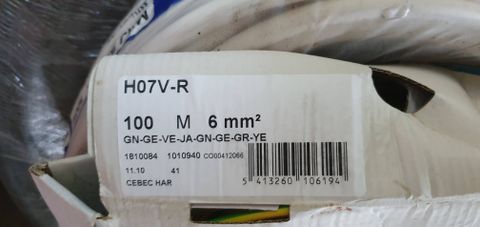 H07V-R
100 M 6 mm²
GN-GE-VE-JA-GN-GE-GR-YE
1810084 1010940 CO00412066
11.10 41
CEBEC HAR
5 413260 106194